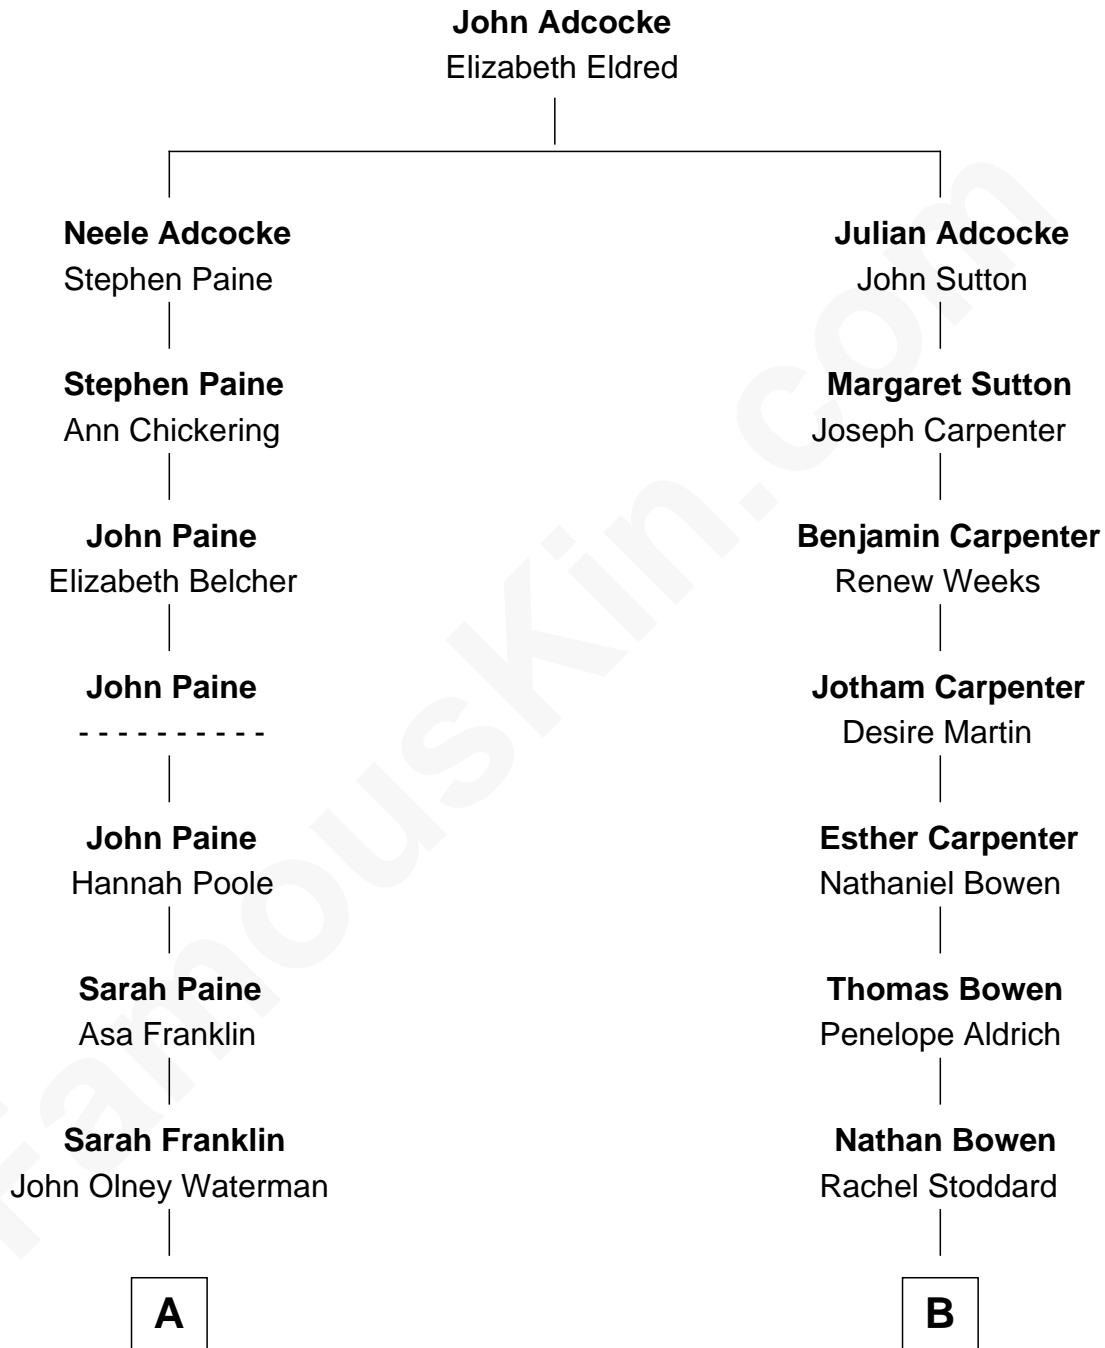 John Adcocke
Elizabeth Eldred
Neele Adcocke
Stephen Paine
Julian Adcocke
John Sutton
Stephen Paine
Ann Chickering
Margaret Sutton
Joseph Carpenter
John Paine
Elizabeth Belcher
Benjamin Carpenter
Renew Weeks
John Paine
- - - - - - - - - -
Jotham Carpenter
Desire Martin
John Paine
Hannah Poole
Esther Carpenter
Nathaniel Bowen
Sarah Paine
Asa Franklin
Thomas Bowen
Penelope Aldrich
Sarah Franklin
John Olney Waterman
Nathan Bowen
Rachel Stoddard
A
B
FamousKin.com